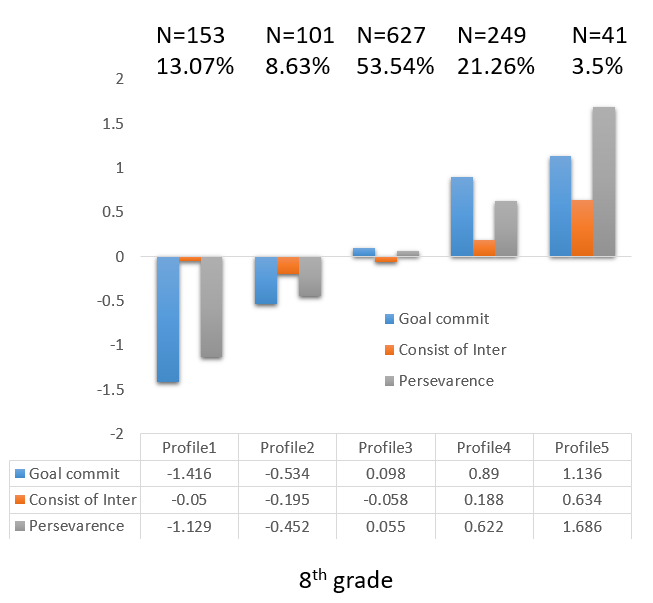 N=153 N=101 N=627 N=249 N=41
13.07% 8.63% 53.54% 21.26% 3.5%
2
1.5
1
0.5
0
-0.5
-1
-1.5
-2
Goal commit
Consist of Inter
Persevarence
Profile1 Profile2 Profile3 Profile4 Profile5
Goal commit -1.416 -0.534 0.098 0.89 1.136
Consist of Inter -0.05 -0.195 -0.058 0.188 0.634
Persevarence -1.129 -0.452 0.055 0.622 1.686
8th grade